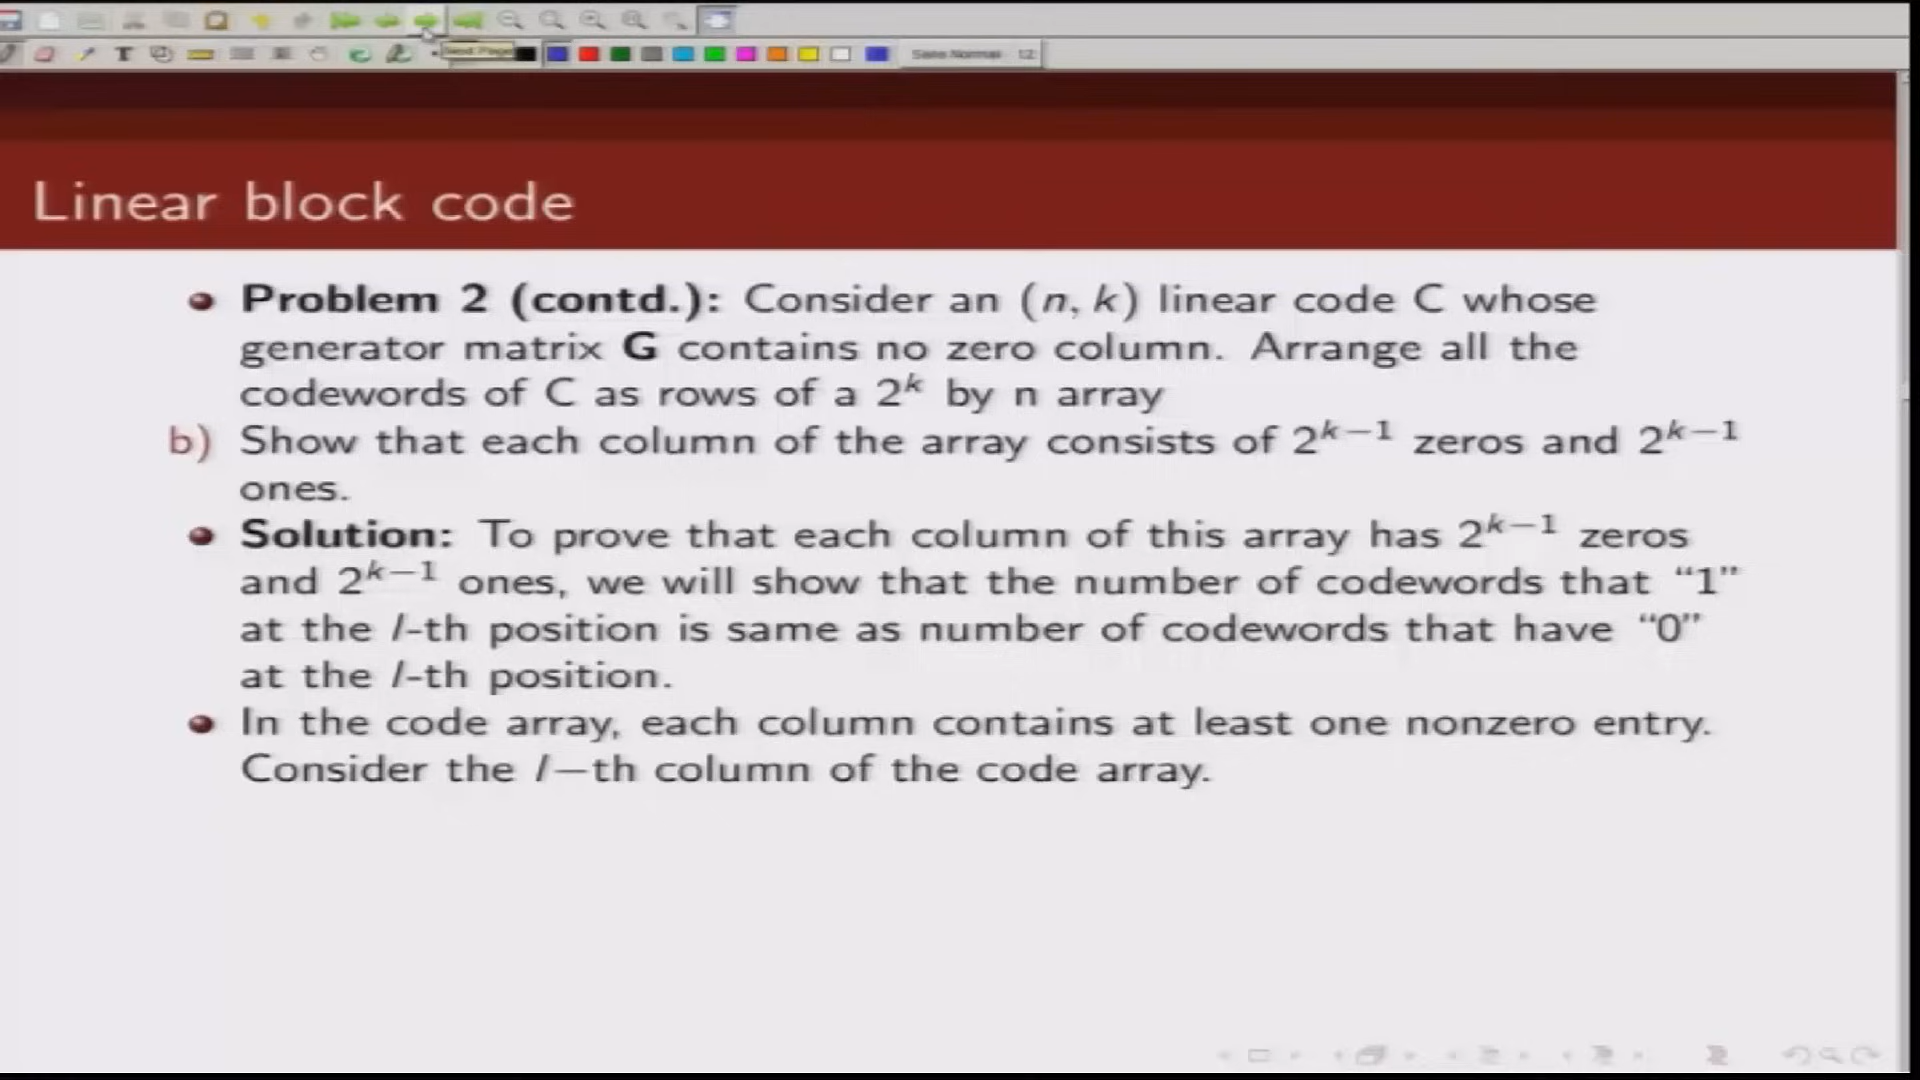 Next Page
T
Sans Normal 12
Linear block code
Problem 2 (contd.): Consider an (n, k) linear code C whose
generator matrix G contains no zero column. Arrange all the
codewords of C as rows of a 2^k by n array
b) Show that each column of the array consists of 2^{k−1} zeros and 2^{k−1}
ones.
Solution: To prove that each column of this array has 2^{k−1} zeros
and 2^{k−1} ones, we will show that the number of codewords that “1”
at the l-th position is same as number of codewords that have “0”
at the l-th position.
In the code array, each column contains at least one nonzero entry.
Consider the l−th column of the code array.